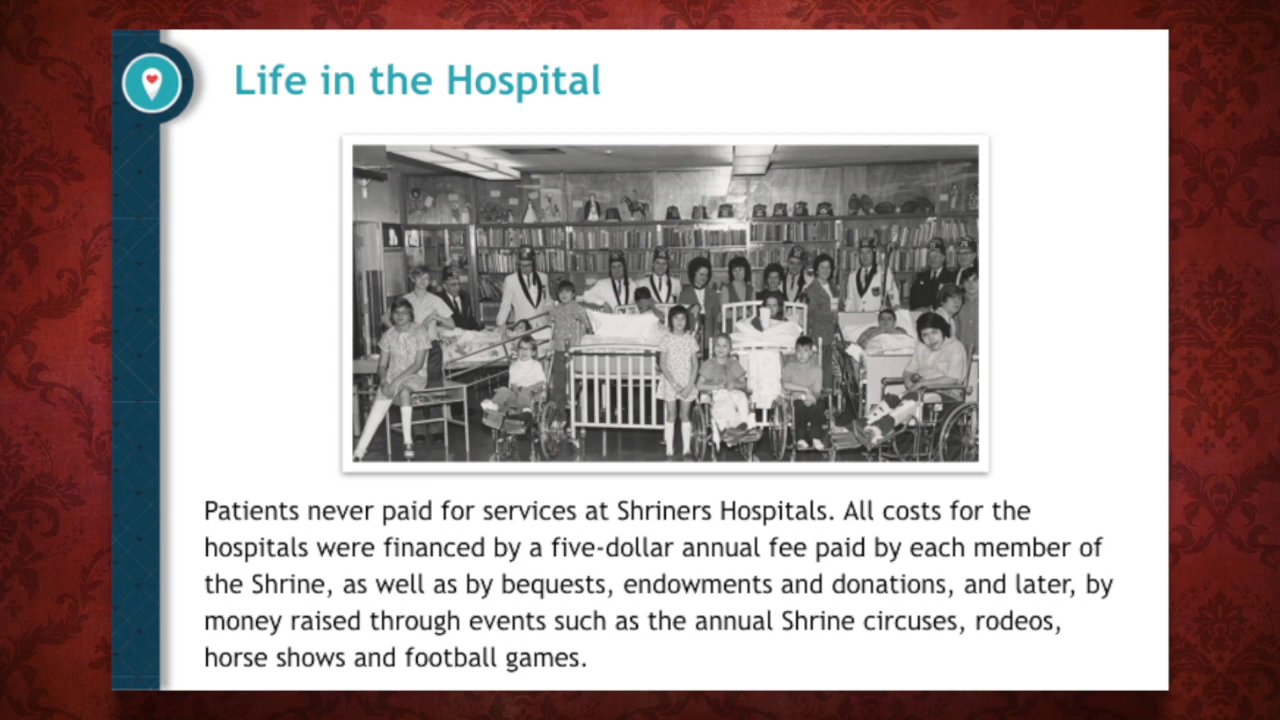 Life in the Hospital
Patients never paid for services at Shriners Hospitals. All costs for the
hospitals were financed by a five-dollar annual fee paid by each member of
the Shrine, as well as by bequests, endowments and donations, and later, by
money raised through events such as the annual Shrine circuses, rodeos,
horse shows and football games.